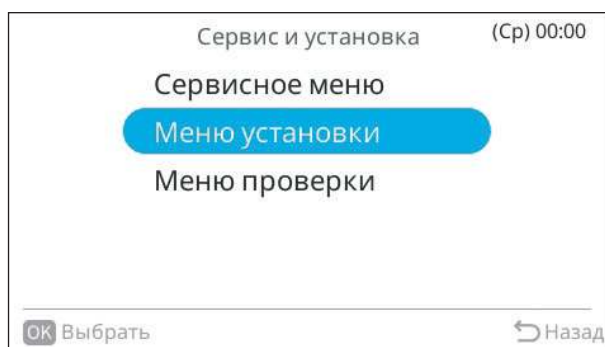 Сервис и установка (Ср) 00:00
Сервисное меню
Меню установки
Меню проверки
OK Выбрать Назад